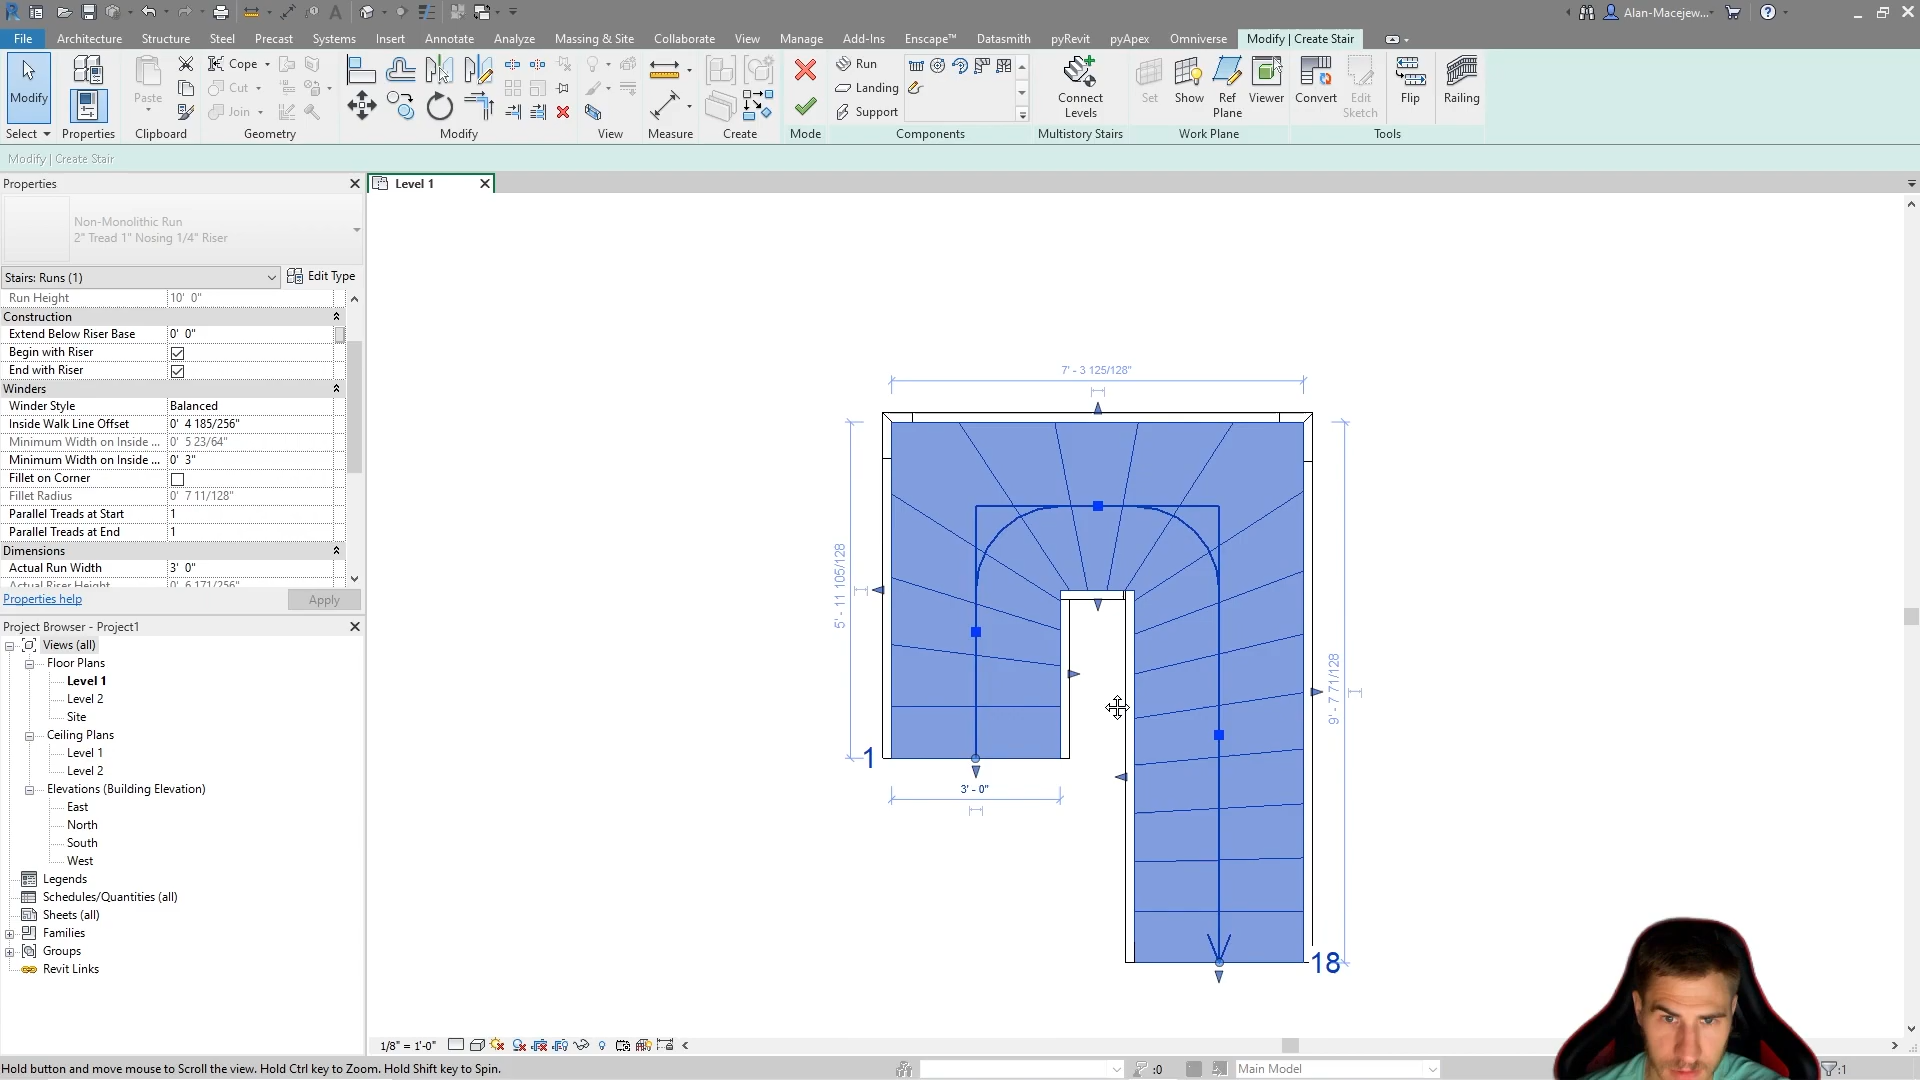 Alan-Macejew...
File Architecture Structure Steel Precast Systems Insert Annotate Analyze Massing & Site Collaborate View Manage Add-Ins Enscape™ Datasmith pyRevit pyApex Omniverse Modify | Create Stair
Modify
Paste
Cope
Cut
Join
Run
Landing
Support
Connect
Levels
Set Show Ref
Plane
Viewer Convert Edit
Sketch
Flip Railing
Select Properties Clipboard Geometry Modify View Measure Create Mode Components Multistory Stairs Work Plane Tools
Modify | Create Stair
Properties
Level 1
Non-Monolithic Run
2" Tread 1" Nosing 1/4" Riser
Stairs: Runs (1)
Edit Type
Run Height 10' 0"
Construction
Extend Below Riser Base 0' 0"
Begin with Riser
End with Riser
Winders
Winder Style Balanced
Inside Walk Line Offset 0' 4 185/256"
Minimum Width on Inside ... 0' 5 23/64"
Minimum Width on Inside ... 0' 3"
Fillet on Corner
Fillet Radius 0' 7 11/128"
Parallel Treads at Start 1
Parallel Treads at End 1
Dimensions
Actual Run Width 3' 0"
Actual Riser Height 0' 6 171/256"
Properties help
Apply
Project Browser - Project1
Views (all)
Floor Plans
Level 1
Level 2
Site
Ceiling Plans
Level 1
Level 2
Elevations (Building Elevation)
East
North
South
West
Legends
Schedules/Quantities (all)
Sheets (all)
Families
Groups
Revit Links
7' - 3 125/128"
5' - 11 105/128
9' - 7 71/128
1
3' - 0"
18
1/8" = 1'-0"
Hold button and move mouse to Scroll the view. Hold Ctrl key to Zoom. Hold Shift key to Spin.
:0
Main Model
:1